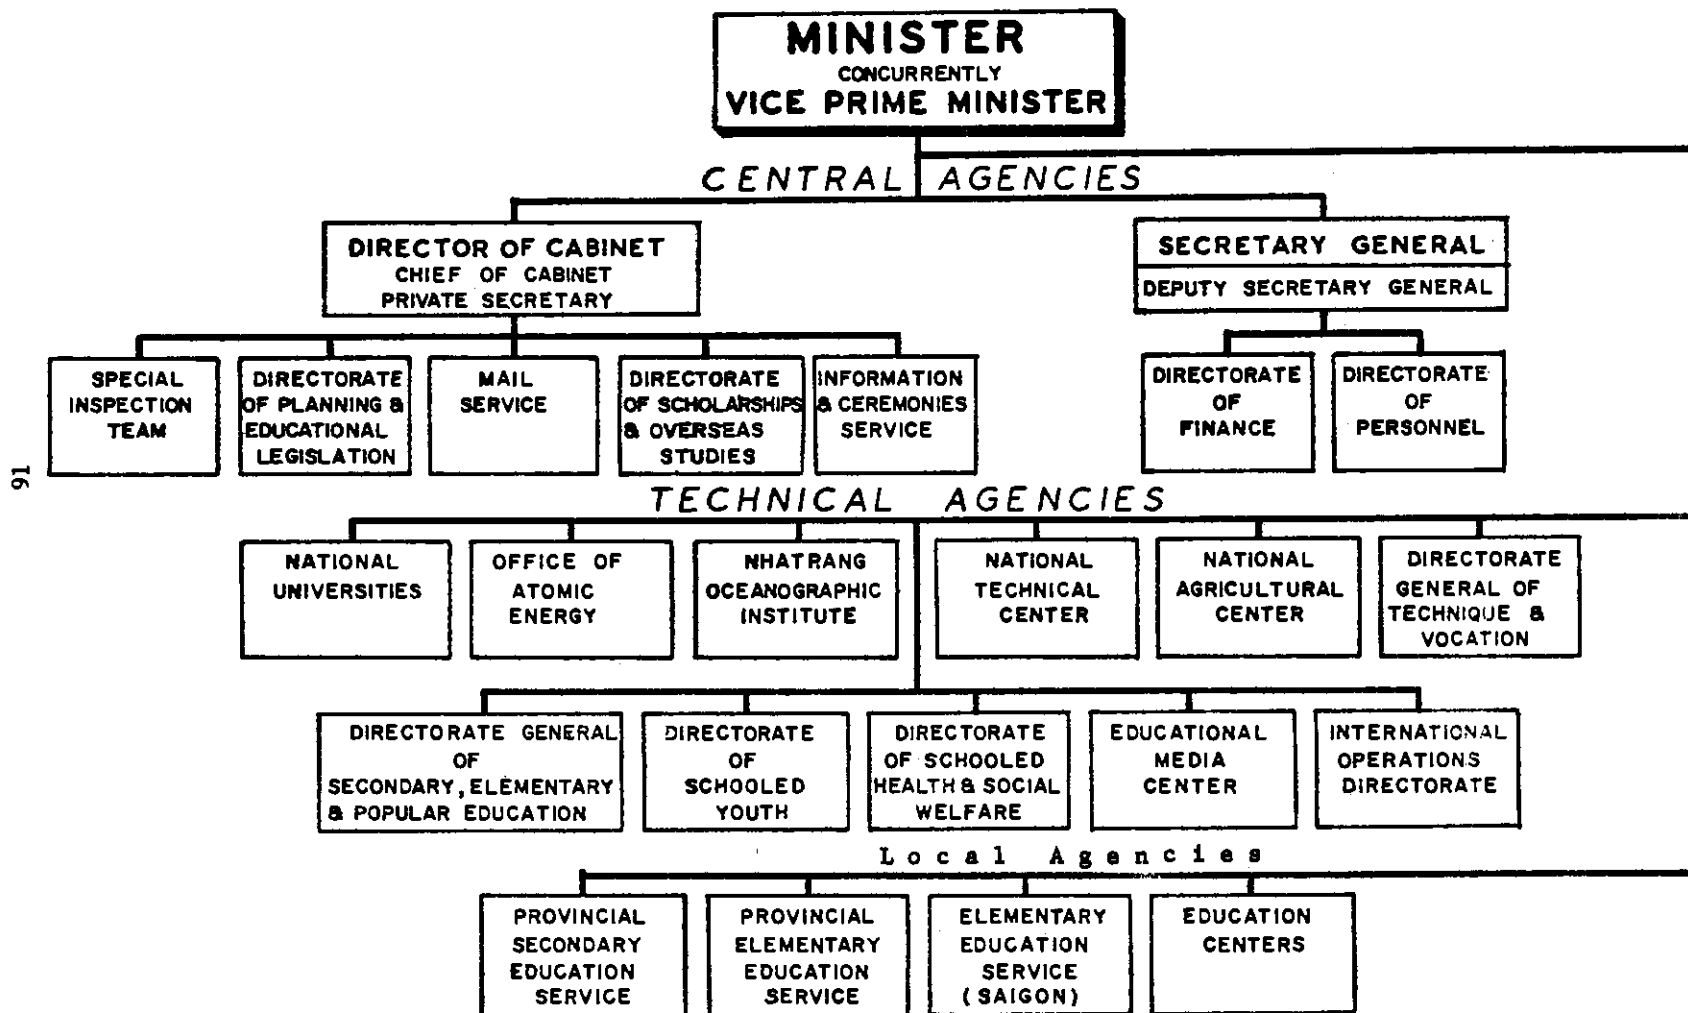 MINISTER
CONCURRENTLY
VICE PRIME MINISTER
CENTRAL AGENCIES
DIRECTOR OF CABINET
CHIEF OF CABINET
PRIVATE SECRETARY
SECRETARY GENERAL
DEPUTY SECRETARY GENERAL
SPECIAL
INSPECTION
TEAM
DIRECTORATE
OF PLANNING &
EDUCATIONAL
LEGISLATION
MAIL
SERVICE
DIRECTORATE
OF SCHOLARSHIPS
& OVERSEAS
STUDIES
INFORMATION
& CEREMONIES
SERVICE
DIRECTORATE
OF
FINANCE
DIRECTORATE
OF
PERSONNEL
91
TECHNICAL AGENCIES
NATIONAL
UNIVERSITIES
OFFICE OF
ATOMIC
ENERGY
NHATRANG
OCEANOGRAPHIC
INSTITUTE
NATIONAL
TECHNICAL
CENTER
NATIONAL
AGRICULTURAL
CENTER
DIRECTORATE
GENERAL OF
TECHNIQUE &
VOCATION
DIRECTORATE GENERAL
OF
SECONDARY, ELEMENTARY
& POPULAR EDUCATION
DIRECTORATE
OF
SCHOOLED
YOUTH
DIRECTORATE
OF SCHOOLED
HEALTH & SOCIAL
WELFARE
EDUCATIONAL
MEDIA
CENTER
INTERNATIONAL
OPERATIONS
DIRECTORATE
Local Agencies
PROVINCIAL
SECONDARY
EDUCATION
SERVICE
PROVINCIAL
ELEMENTARY
EDUCATION
SERVICE
ELEMENTARY
EDUCATION
SERVICE
(SAIGON)
EDUCATION
CENTERS